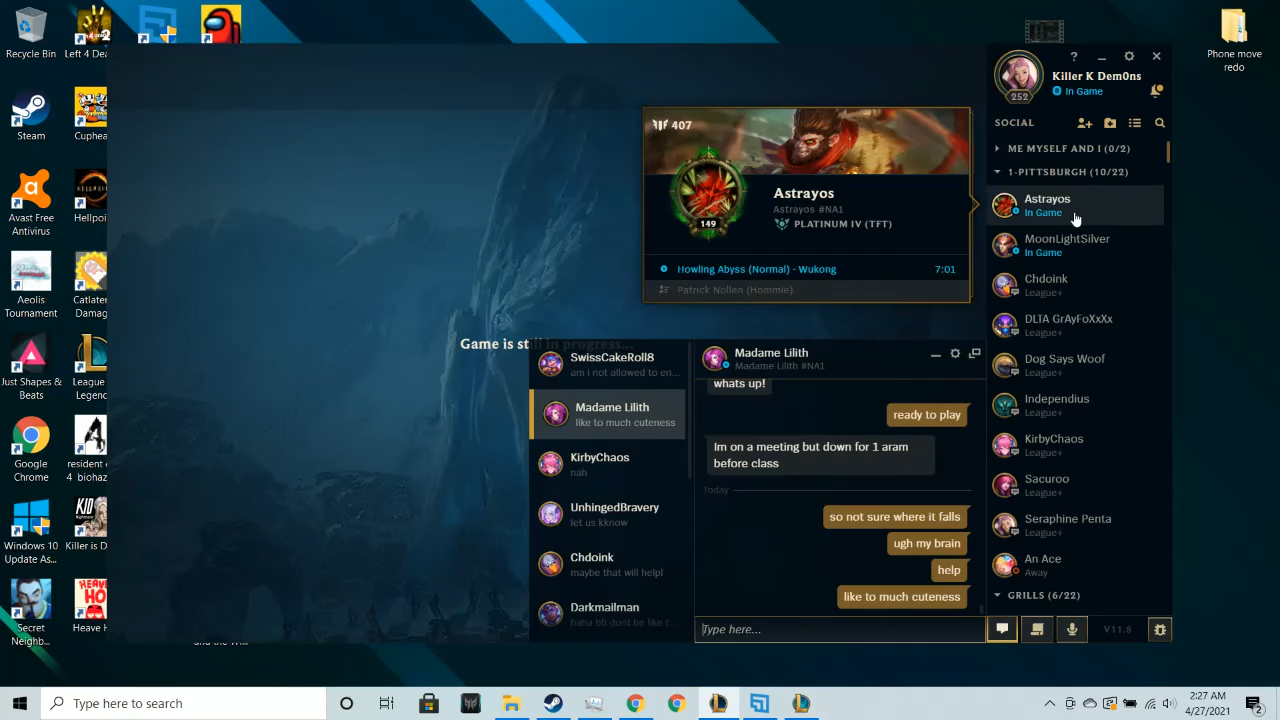 Recycle Bin
Left 4 Dea
Phone move
redo
Steam
Cuphea
Avast Free
Antivirus
Hellpoi
Aeolis
Tournament
Catlater
Damag
Just Shapes &
Beats
League
Legend
Google
Chrome
resident e
4 biohaz
Windows 10
Update As...
Killer is D
Secret
Neighb...
Heave H
and the Wil...
?
Killer K Dem0ns
In Game
252
SOCIAL
ME MYSELF AND I (0/2)
1-PITTSBURGH (10/22)
Astrayos
In Game
MoonLightSilver
In Game
Chdoink
League+
DLTA GrAyFoXxXx
League+
Dog Says Woof
League+
Independius
League+
KirbyChaos
League+
Sacuroo
League+
Seraphine Penta
League+
An Ace
Away
GRILLS (6/22)
V11.8
407
Astrayos
Astrayos #NA1
PLATINUM IV (TFT)
149
Howling Abyss (Normal) - Wukong 7:01
Patrick Nollen (Hommie)
Game is still in progress...
SwissCakeRoll8
am i not allowed to en...
Madame Lilith
like to much cuteness
KirbyChaos
nah
UnhingedBravery
let us kknow
Chdoink
maybe that will help!
Darkmailman
haha bb dont be like t...
Madame Lilith
Madame Lilith #NA1
whats up!
ready to play
Im on a meeting but down for 1 aram
before class
Today
so not sure where it falls
ugh my brain
help
like to much cuteness
Type here...
Type here to search
2:27 AM
4/27/2021
2